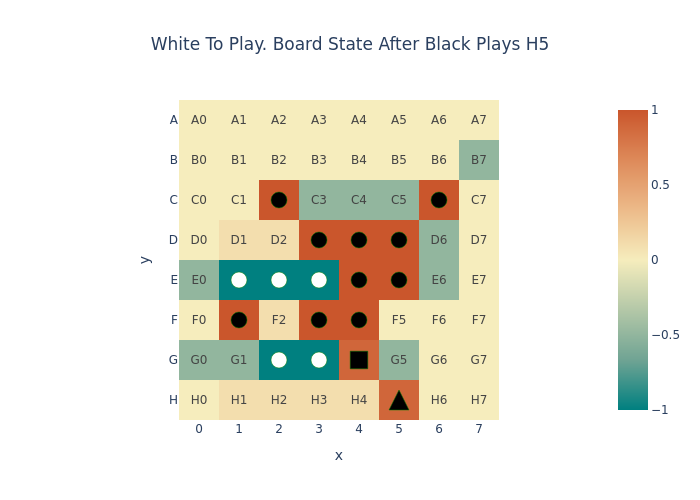 White To Play. Board State After Black Plays H5
A A0 A1 A2 A3 A4 A5 A6 A7
B B0 B1 B2 B3 B4 B5 B6 B7
C C0 C1 C3 C4 C5 C7
D D0 D1 D2 D6 D7
E E0 E6 E7
F F0 F2 F5 F6 F7
G G0 G1 G5 G6 G7
H H0 H1 H2 H3 H4 H6 H7
0 1 2 3 4 5 6 7
x
y
1
0.5
0
−0.5
−1